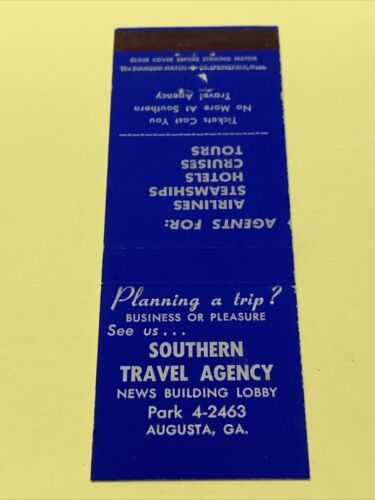 CLOSE COVER BEFORE STRIKING MATCH
THE DIAMOND MATCH CO. SPRINGFIELD, MASS.
Planning a trip?
BUSINESS OR PLEASURE
See us...
SOUTHERN
TRAVEL AGENCY
NEWS BUILDING LOBBY
Park 4-2463
AUGUSTA, GA.
AGENTS FOR:
AIRLINES
STEAMSHIPS
HOTELS
CRUISES
TOURS
Tickets Cost You
No More At Southern
Travel Agency